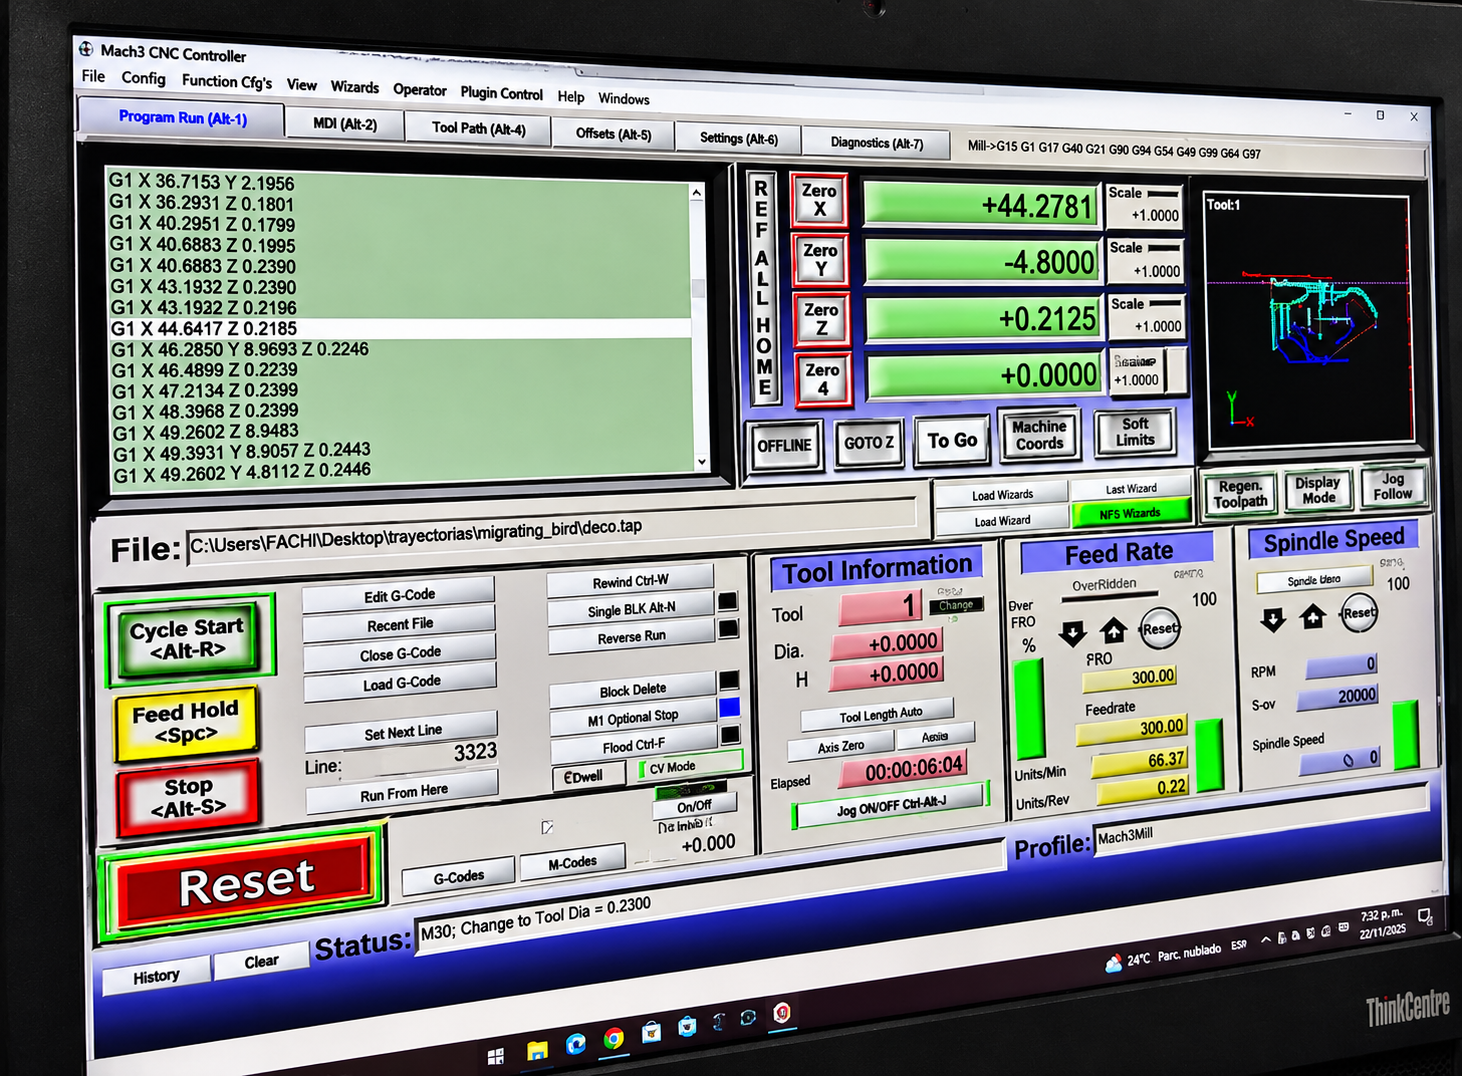 Mach3 CNC Controller
File Config Function Cfg's View Wizards Operator Plugin Control Help Windows
Program Run (Alt-1) MDI (Alt-2) Tool Path (Alt-4) Offsets (Alt-5) Settings (Alt-6) Diagnostics (Alt-7) Mill->G15 G1 G17 G40 G21 G90 G94 G54 G49 G99 G64 G97
G1 X 36.7153 Y 2.1956
G1 X 36.2931 Z 0.1801
G1 X 40.2951 Z 0.1799
G1 X 40.6883 Z 0.1995
G1 X 40.6883 Z 0.2390
G1 X 43.1932 Z 0.2390
G1 X 43.1932 Z 0.2196
G1 X 44.6417 Z 0.2185
G1 X 46.2850 Y 8.9693 Z 0.2246
G1 X 46.4899 Z 0.2239
G1 X 47.2134 Z 0.2399
G1 X 48.3968 Z 0.2399
G1 X 49.2602 Z 8.9483
G1 X 49.3931 Y 8.9057 Z 0.2443
G1 X 49.2602 Y 4.8112 Z 0.2446
REF ALL HOME
Zero X +44.2781 Scale +1.0000
Zero Y -4.8000 Scale +1.0000
Zero Z +0.2125 Scale +1.0000
Zero 4 +0.0000 +1.0000
OFFLINE GOTO Z To Go Machine Coords Soft Limits
Tool:1
Y
X
Regen. Toolpath Display Mode Jog Follow
Load Wizards Last Wizard
Load Wizard NFS Wizards
File: C:\Users\FACHI\Desktop\trayectorias\migrating_bird\deco.tap
Cycle Start <Alt-R>
Feed Hold <Spc>
Stop <Alt-S>
Reset
Edit G-Code
Recent File
Close G-Code
Load G-Code
Set Next Line
Line: 3323
Run From Here
Rewind Ctrl-W
Single BLK Alt-N
Reverse Run
Block Delete
M1 Optional Stop
Flood Ctrl-F
Dwell CV Mode
On/Off
+0.000
G-Codes M-Codes
Tool Information
Tool 1 Change
Dia. +0.0000
H +0.0000
Tool Length Auto
Axis Zero
Elapsed 00:00:06:04
Jog ON/OFF Ctrl-Alt-J
Feed Rate
OverRidden
100
FRO
%
Reset
FRO
300.00
Feedrate
300.00
Units/Min 66.37
Units/Rev 0.22
Spindle Speed
100
Reset
RPM 0
S-ov 20000
Spindle Speed 0
Profile: Mach3Mill
History Clear Status: M30; Change to Tool Dia = 0.2300
24°C Parc. nublado ESP 7:32 p. m.
22/11/2025
ThinkCentre